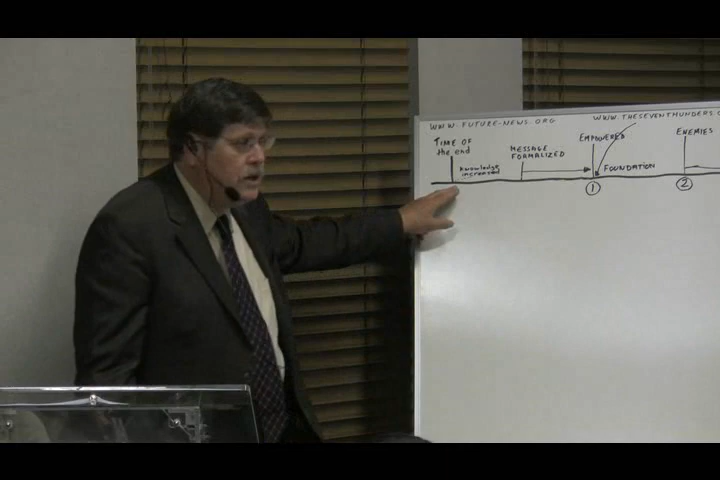 WWW.FUTURE-NEWS.ORG
WWW.THESEVENTHUNDERS.
TIME OF
the end
Knowledge
increased
MESSAGE
FORMALIZED
EMPOWERED
FOUNDATION
ENEMIES
1
2